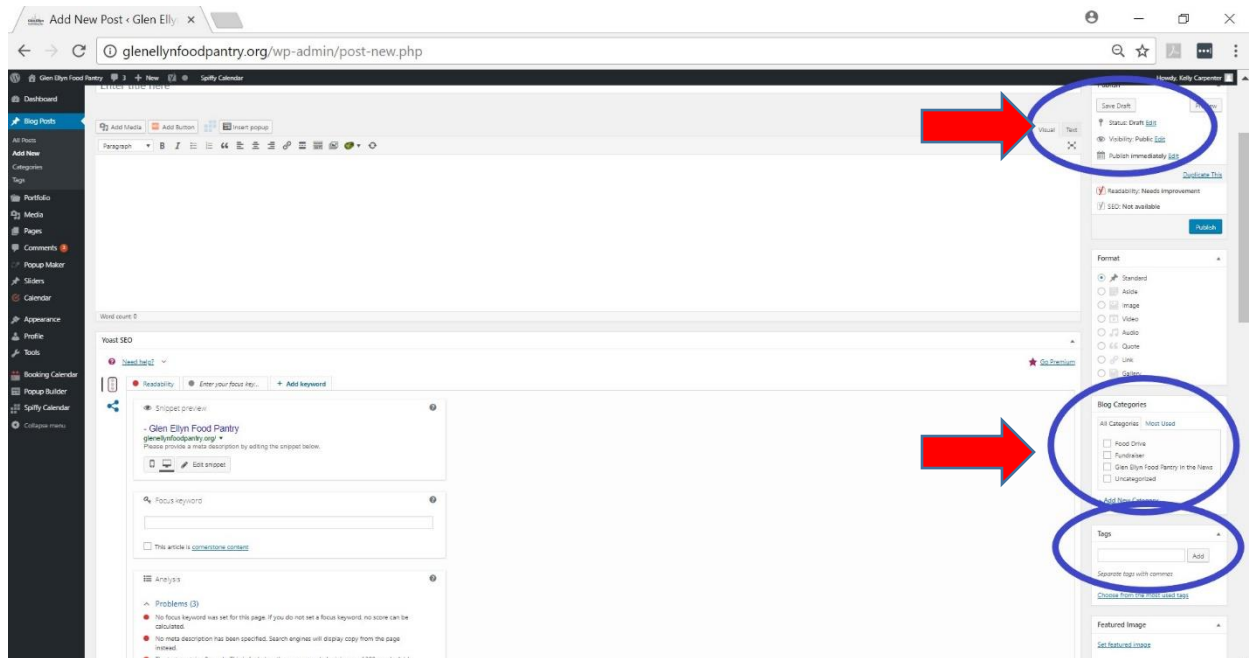 Add New Post ‹ Glen Elly
glenellynfoodpantry.org/wp-admin/post-new.php
Glen Ellyn Food Pantry 3 + New Spiffy Calendar Howdy, Kelly Carpenter
Dashboard
Blog Posts
All Posts
Add New
Categories
Tags
Portfolio
Media
Pages
Comments 3
Popup Maker
Sliders
Calendar
Appearance
Profile
Tools
Booking Calendar
Popup Builder
Spiffy Calendar
Collapse menu
Enter title here
Add Media Add Button Insert popup
Visual Text
Paragraph
Word count: 0
Yoast SEO
Need help?
Go Premium
Readability Enter your focus key... + Add keyword
Snippet preview
- Glen Ellyn Food Pantry
glenellynfoodpantry.org/
Please provide a meta description by editing the snippet below.
Edit snippet
Focus keyword
This article is cornerstone content
Analysis
Problems (3)
No focus keyword was set for this page. If you do not set a focus keyword, no score can be
calculated.
No meta description has been specified. Search engines will display copy from the page
instead.
Publish
Save Draft
Status: Draft Edit
Visibility: Public Edit
Publish immediately Edit
Duplicate This
Readability: Needs improvement
SEO: Not available
Publish
Format
Standard
Aside
Image
Video
Audio
Quote
Link
Gallery
Blog Categories
All Categories Most Used
Food Drive
Fundraiser
Glen Ellyn Food Pantry in the News
Uncategorized
+ Add New Category
Tags
Add
Separate tags with commas
Choose from the most used tags
Featured Image
Set featured image